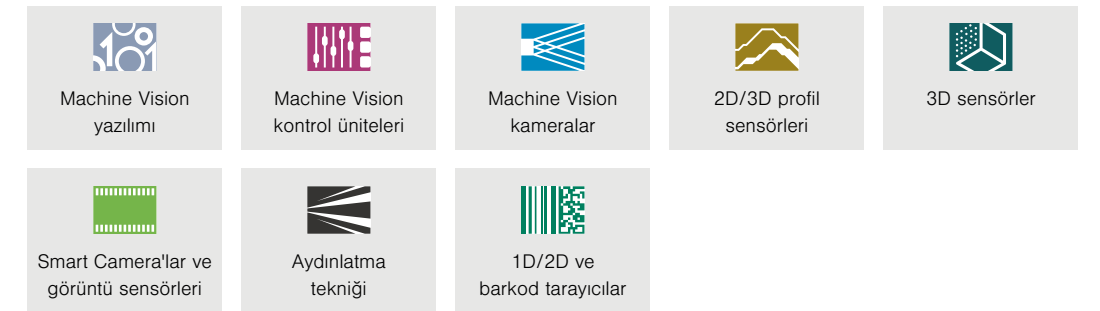 Machine Vision
yazılımı
Machine Vision
kontrol üniteleri
Machine Vision
kameralar
2D/3D profil
sensörleri
3D sensörler
Smart Camera'lar ve
görüntü sensörleri
Aydınlatma
tekniği
1D/2D ve
barkod tarayıcılar